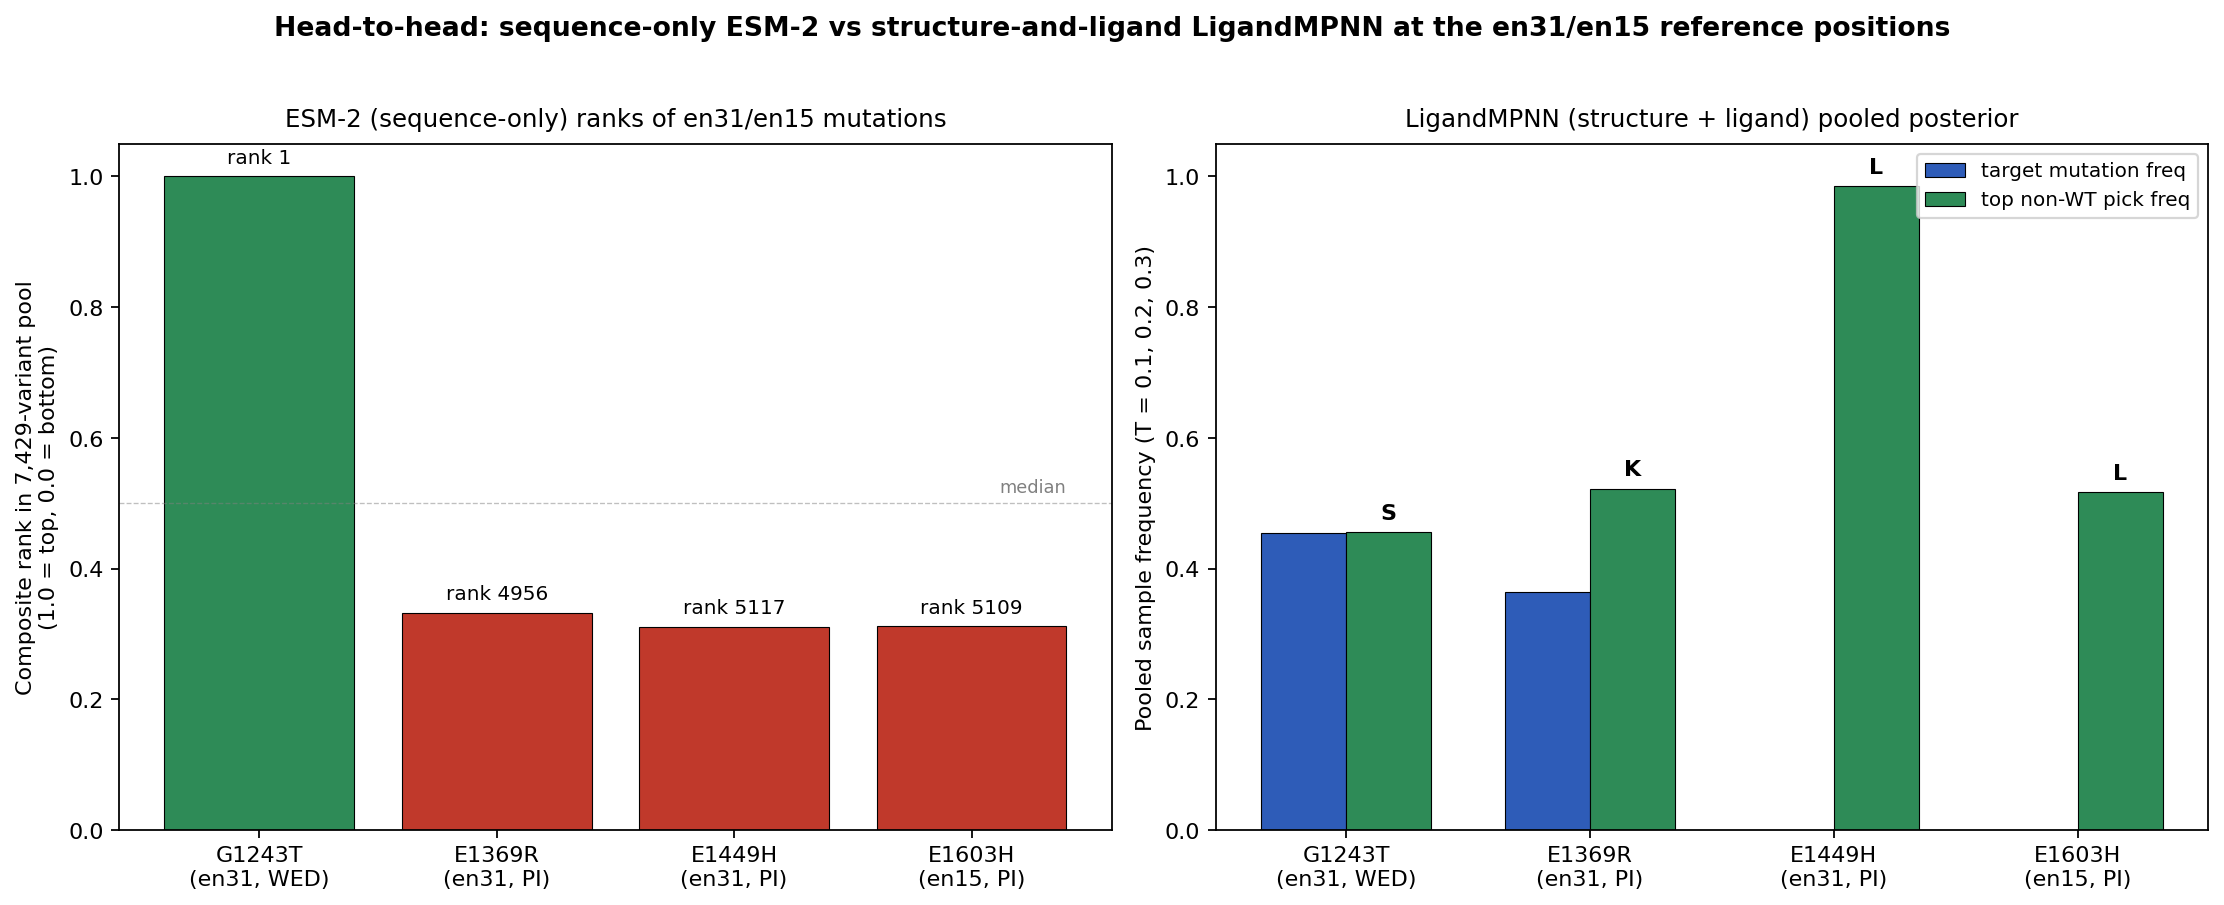 Head-to-head: sequence-only ESM-2 vs structure-and-ligand LigandMPNN at the en31/en15 reference positions
ESM-2 (sequence-only) ranks of en31/en15 mutations
Composite rank in 7,429-variant pool
(1.0 = top, 0.0 = bottom)
1.0
0.8
0.6
0.4
0.2
0.0
rank 1
rank 4956
rank 5117
rank 5109
median
G1243T
(en31, WED)
E1369R
(en31, PI)
E1449H
(en31, PI)
E1603H
(en15, PI)
LigandMPNN (structure + ligand) pooled posterior
Pooled sample frequency (T = 0.1, 0.2, 0.3)
1.0
0.8
0.6
0.4
0.2
0.0
target mutation freq
top non-WT pick freq
S
K
L
L
G1243T
(en31, WED)
E1369R
(en31, PI)
E1449H
(en31, PI)
E1603H
(en15, PI)